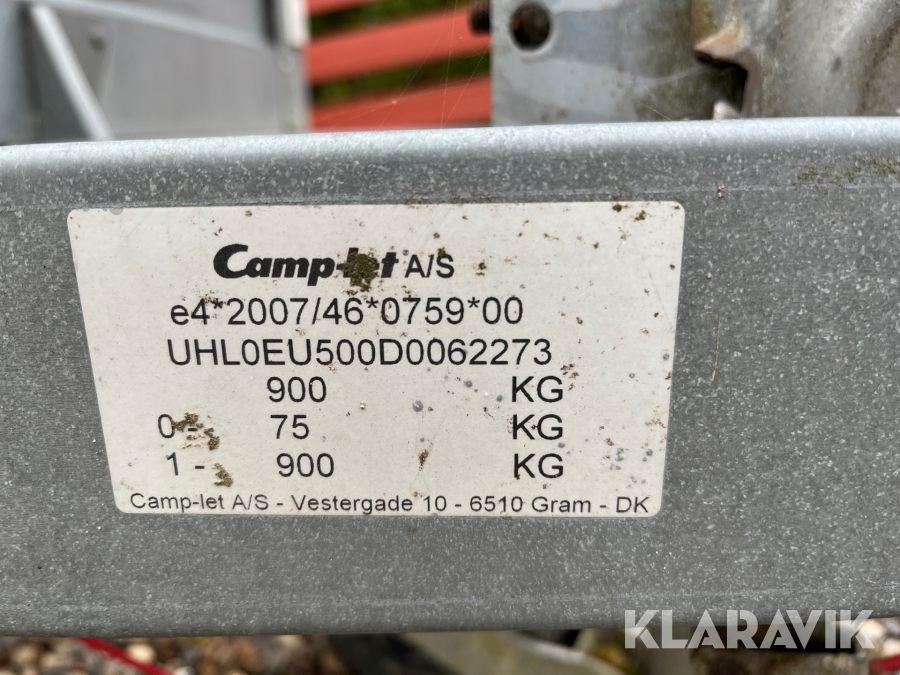 Camp-let A/S
e4*2007/46*0759*00
UHL0EU500D0062273
900 KG
0- 75 KG
1 - 900 KG
Camp-let A/S - Vestergade 10 - 6510 Gram - DK
KLARAVIK